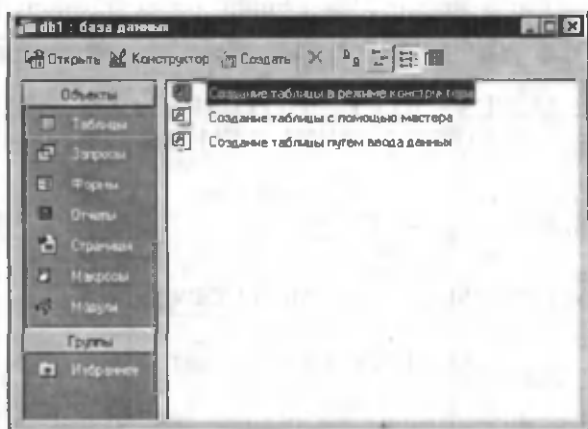 db1 : база данных
Открыть Конструктор Создать
Объекты
Таблицы
Запросы
Формы
Отчеты
Страницы
Макросы
Модули
Группы
Избранное
Создание таблицы в режиме конструктора
Создание таблицы с помощью мастера
Создание таблицы путем ввода данных